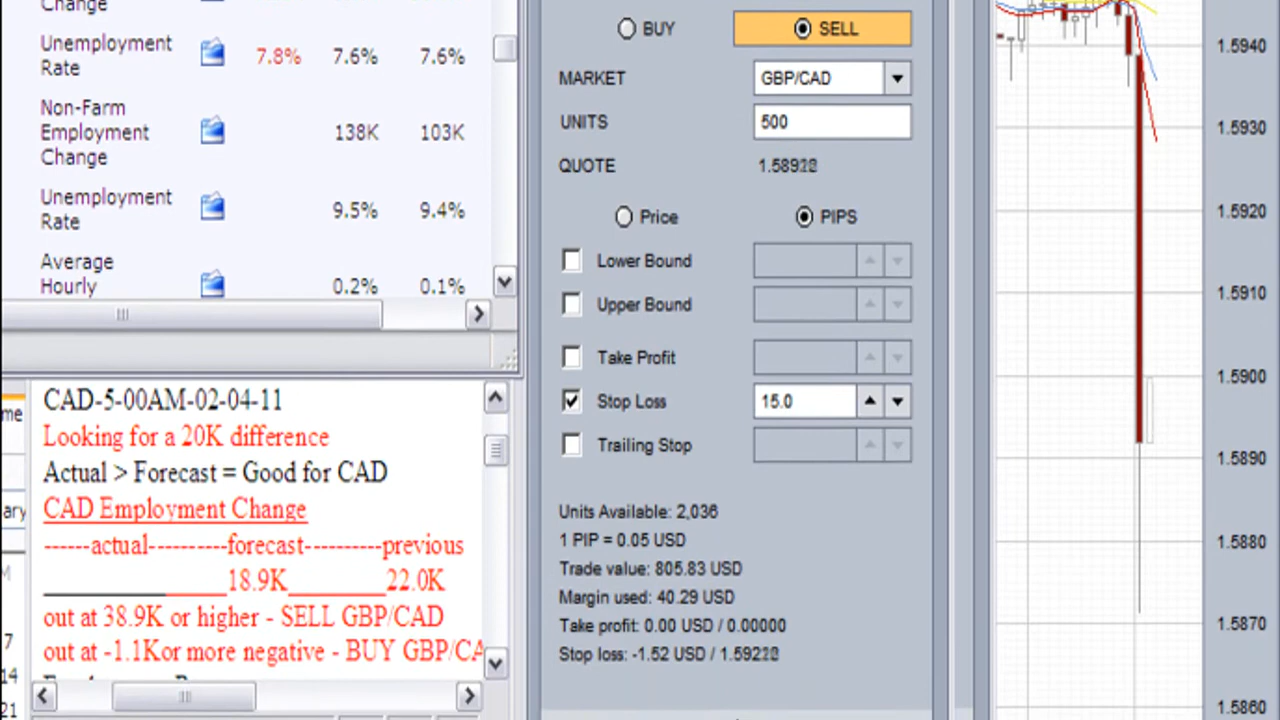 Change
Unemployment
Rate
7.8% 7.6% 7.6%
Non-Farm
Employment
Change
138K 103K
Unemployment
Rate
9.5% 9.4%
Average
Hourly
0.2% 0.1%
CAD-5-00AM-02-04-11
Looking for a 20K difference
Actual > Forecast = Good for CAD
CAD Employment Change
------actual----------forecast----------previous
18.9K 22.0K
out at 38.9K or higher - SELL GBP/CAD
out at -1.1Kor more negative - BUY GBP/CA
me
ary
M
7
14
21
BUY SELL
MARKET GBP/CAD
UNITS 500
QUOTE
Price PIPS
Lower Bound
Upper Bound
Take Profit
Stop Loss 15.0
Trailing Stop
Units Available: 2,036
1 PIP = 0.05 USD
Trade value: 805.83 USD
Margin used: 40.29 USD
Take profit: 0.00 USD / 0.00000
Stop loss: -1.52 USD /
1.5940
1.5930
1.5920
1.5910
1.5900
1.5890
1.5880
1.5870
1.5860